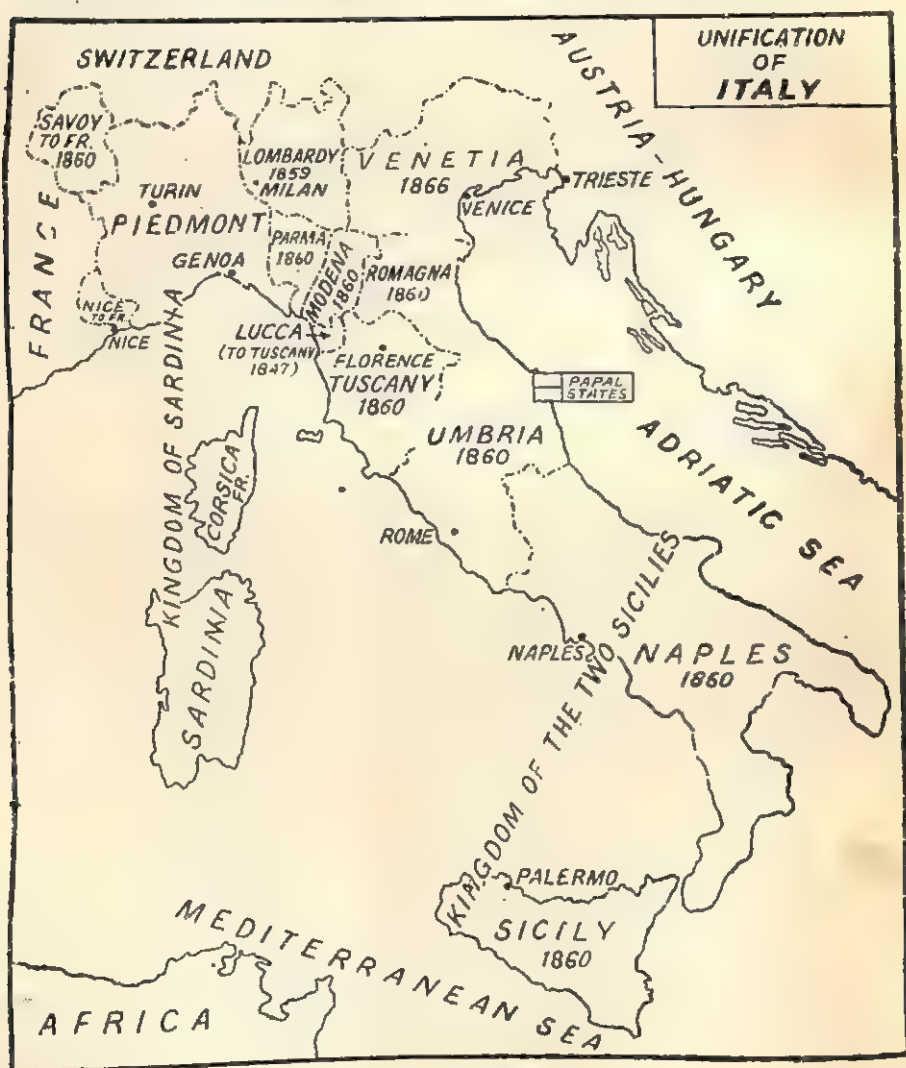 UNIFICATION
OF
ITALY
SWITZERLAND
AUSTRIA-HUNGARY
SAVOY
TO FR.
1860
LOMBARDY
1859
MILAN
VENETIA
1866
TRIESTE
VENICE
TURIN
PIEDMONT
PARMA
1860
MODENA
1860
ROMAGNA
1860
GENOA
FRANCE
NICE
TO FR.
NICE
LUCCA
(TO TUSCANY
1847)
FLORENCE
TUSCANY
1860
PAPAL
STATES
UMBRIA
1860
ADRIATIC SEA
KINGDOM OF SARDINIA
CORSICA
FR.
ROME
SARDINIA
NAPLES
NAPLES
1860
KINGDOM OF THE TWO SICILIES
PALERMO
SICILY
1860
MEDITERRANEAN SEA
AFRICA